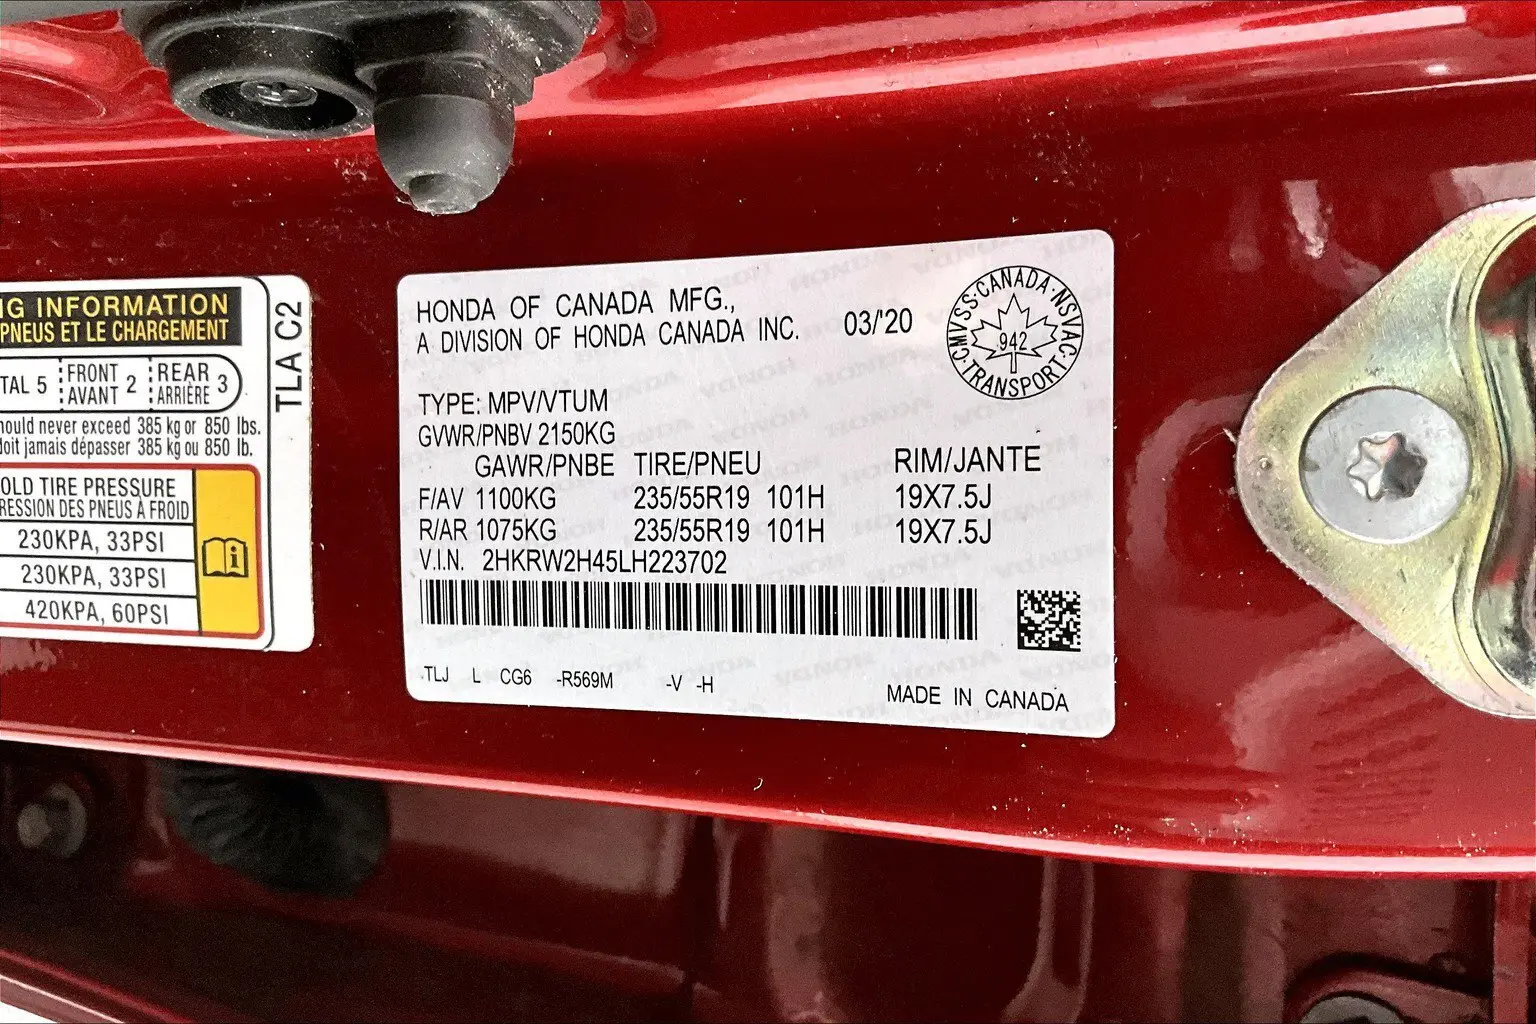 NG INFORMATION
PNEUS ET LE CHARGEMENT
TAL 5 FRONT AVANT 2 REAR ARRIÈRE 3
hould never exceed 385 kg or 850 lbs.
doit jamais dépasser 385 kg ou 850 lb.
OLD TIRE PRESSURE
RESSION DES PNEUS À FROID
230KPA, 33PSI
230KPA, 33PSI
420KPA, 60PSI
TLA C2
HONDA OF CANADA MFG.,
A DIVISION OF HONDA CANADA INC. 03/'20
CMVSS·CANADA·NSVAC·TRANSPORT
942
TYPE: MPV/VTUM
GVWR/PNBV 2150KG
GAWR/PNBE TIRE/PNEU RIM/JANTE
F/AV 1100KG 235/55R19 101H 19X7.5J
R/AR 1075KG 235/55R19 101H 19X7.5J
V.I.N. 2HKRW2H45LH223702
TLJ L CG6 -R569M -V -H
MADE IN CANADA